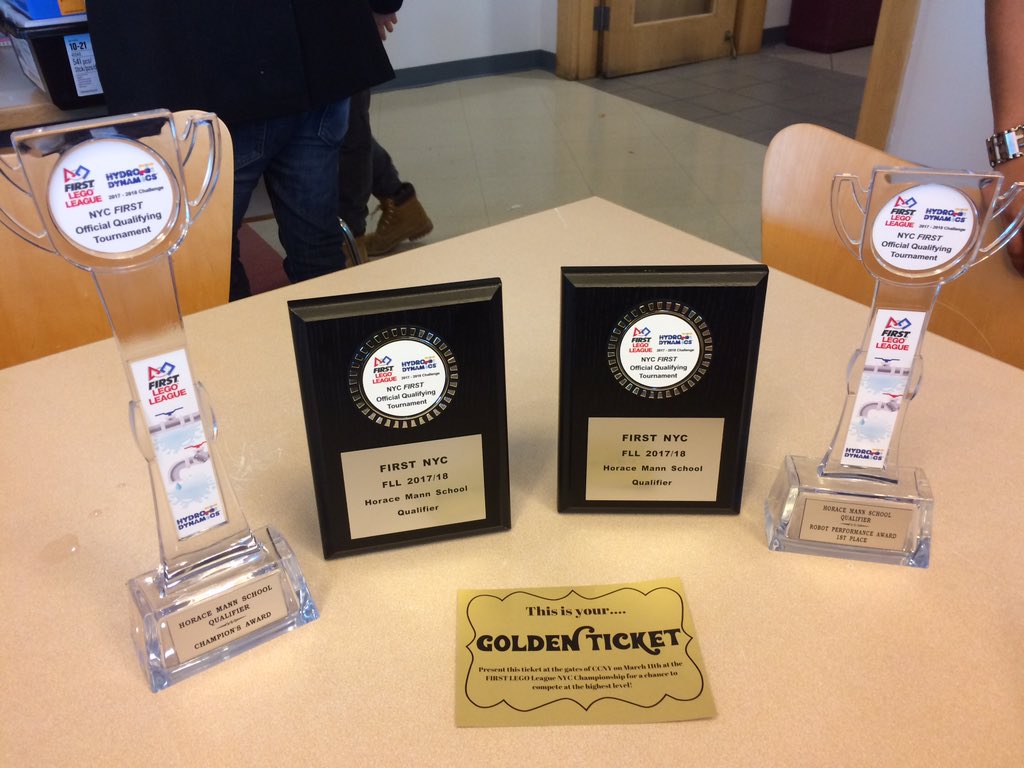 10-21
541 pcs/
FIRST
LEGO
LEAGUE
HYDRO
DYNAMICS
2017 - 2018 Challenge
NYC FIRST
Official Qualifying
Tournament
FIRST
LEGO
LEAGUE
HYDRO
DYNAMICS
HORACE MANN SCHOOL
QUALIFIER
CHAMPION'S AWARD
FIRST
LEGO
LEAGUE
HYDRO
DYNAMICS
2017 - 2018 Challenge
NYC FIRST
Official Qualifying
Tournament
FIRST NYC
FLL 2017/18
Horace Mann School
Qualifier
FIRST
LEGO
LEAGUE
HYDRO
DYNAMICS
2017 - 2018 Challenge
NYC FIRST
Official Qualifying
Tournament
FIRST NYC
FLL 2017/18
Horace Mann School
Qualifier
FIRST
LEGO
LEAGUE
HYDRO
DYNAMICS
2017 - 2018 Challenge
NYC FIRST
Official Qualifying
Tournament
FIRST
LEGO
LEAGUE
HYDRO
DYNAMICS
HORACE MANN SCHOOL
QUALIFIER
ROBOT PERFORMANCE AWARD
1ST PLACE
This is your....
GOLDEN TICKET
Present this ticket at the gates of CCNY on March 11th at the
FIRST LEGO League NYC Championship for a chance to
compete at the highest level!